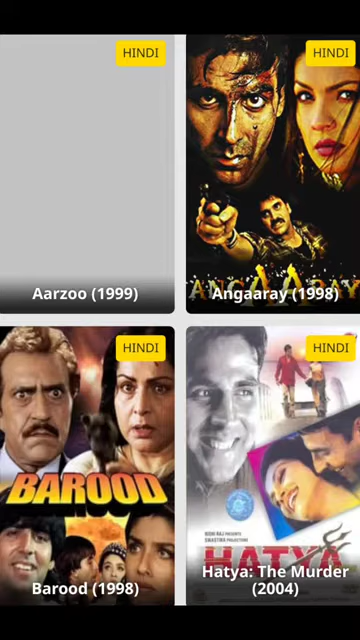 HINDI
HINDI
Aarzoo (1999)
ANGAARAY
Angaaray (1998)
HINDI
HINDI
BAROOD
Barood (1998)
HATYA
Hatya: The Murder
(2004)